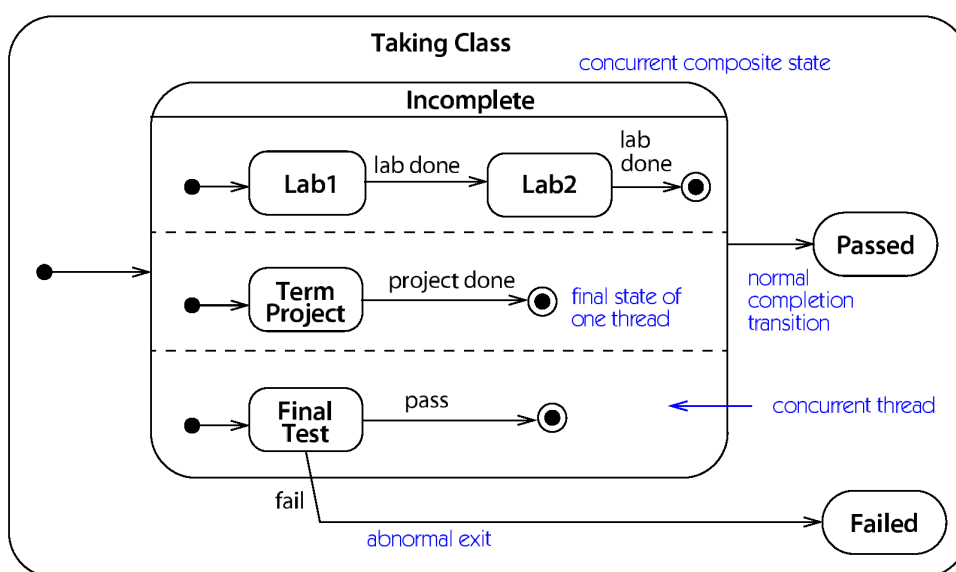 Taking Class
concurrent composite state
Incomplete
lab
done
lab done
Lab1
Lab2
Passed
project done
Term
Project
final state of
one thread
normal
completion
transition
pass
Final
Test
concurrent thread
fail
abnormal exit
Failed